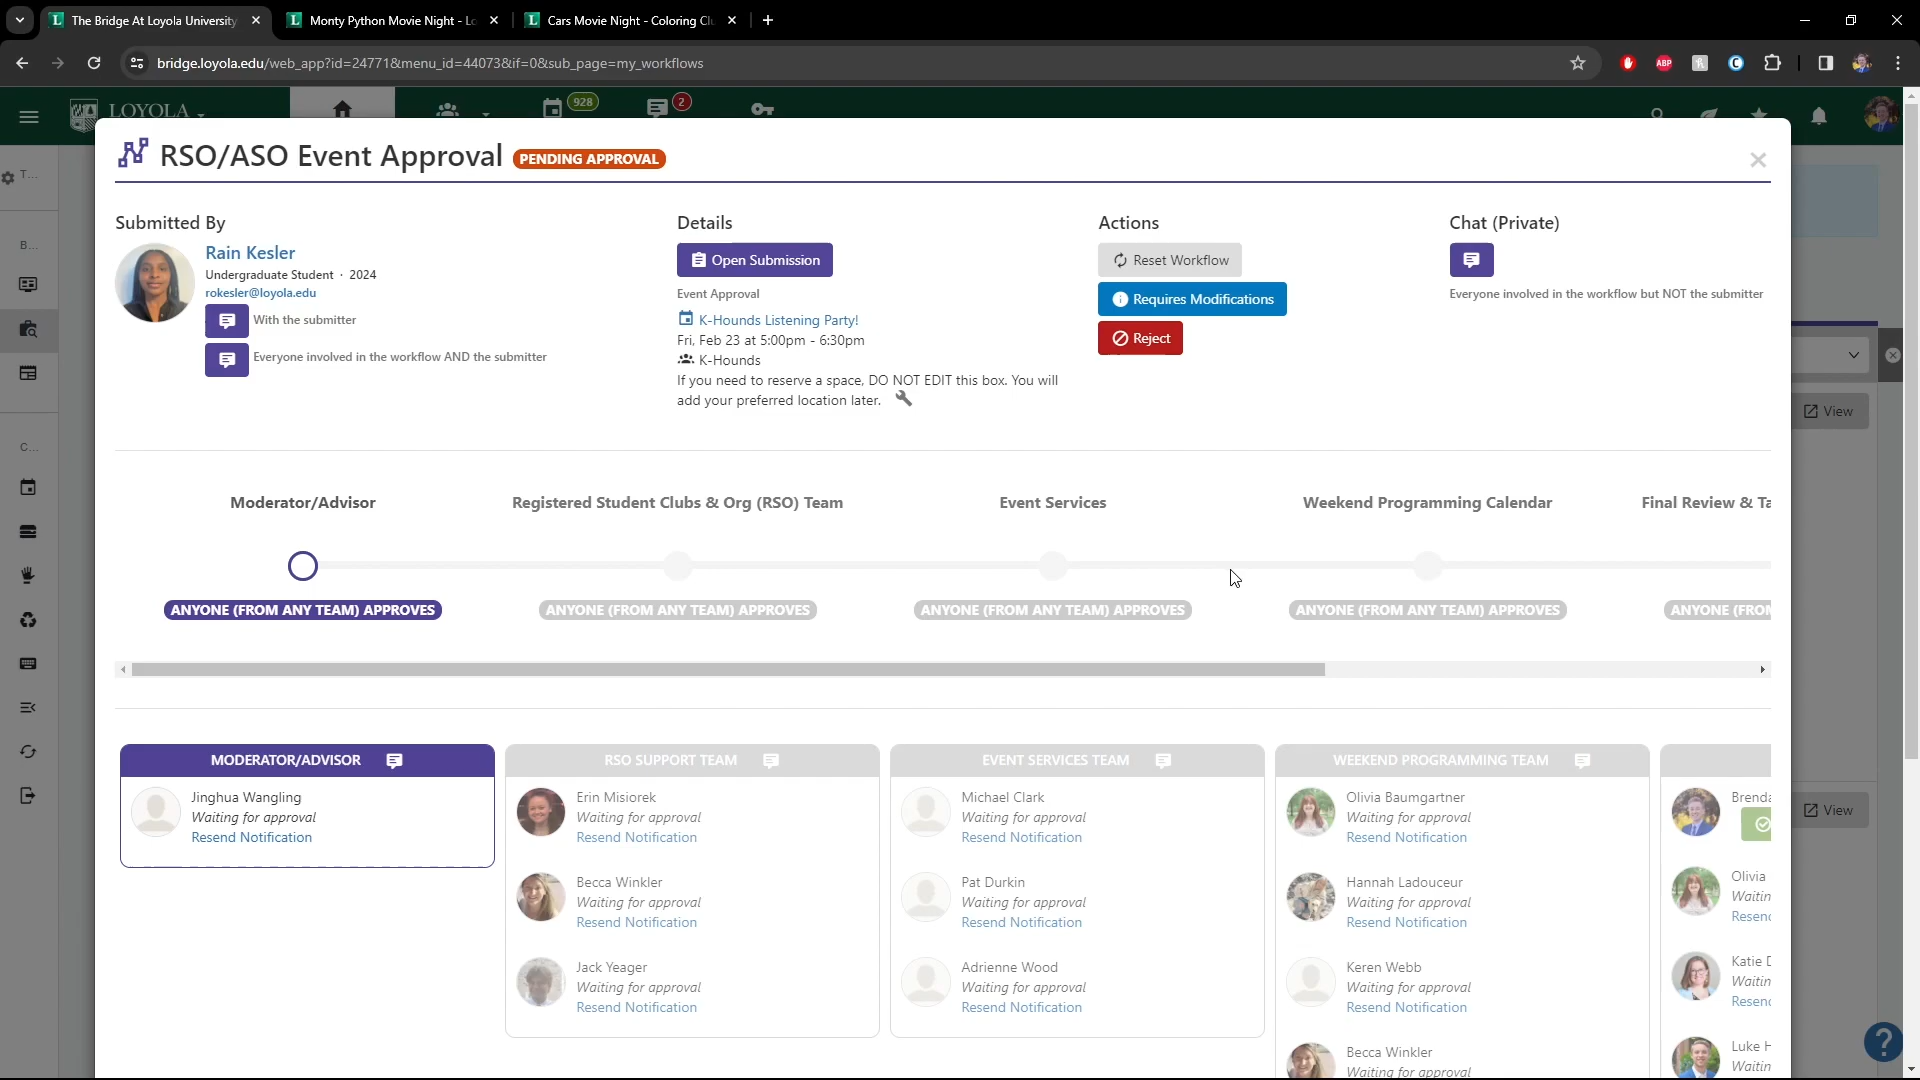 The Bridge At Loyola University
Monty Python Movie Night - Lo
Cars Movie Night - Coloring Clu
bridge.loyola.edu/web_app?id=24771&menu_id=44073&if=0&sub_page=my_workflows
ABP
LOYOLA
928
2
T...
RSO/ASO Event Approval PENDING APPROVAL
Submitted By
Rain Kesler
Undergraduate Student · 2024
rokesler@loyola.edu
With the submitter
Everyone involved in the workflow AND the submitter
Details
Open Submission
Event Approval
K-Hounds Listening Party!
Fri, Feb 23 at 5:00pm - 6:30pm
K-Hounds
If you need to reserve a space, DO NOT EDIT this box. You will
add your preferred location later.
Actions
Reset Workflow
Requires Modifications
Reject
Chat (Private)
Everyone involved in the workflow but NOT the submitter
B...
View
C...
Moderator/Advisor
Registered Student Clubs & Org (RSO) Team
Event Services
Weekend Programming Calendar
Final Review & Ta
ANYONE (FROM ANY TEAM) APPROVES
ANYONE (FROM ANY TEAM) APPROVES
ANYONE (FROM ANY TEAM) APPROVES
ANYONE (FROM ANY TEAM) APPROVES
ANYONE (FROM
MODERATOR/ADVISOR
Jinghua Wangling
Waiting for approval
Resend Notification
RSO SUPPORT TEAM
Erin Misiorek
Waiting for approval
Resend Notification
Becca Winkler
Waiting for approval
Resend Notification
Jack Yeager
Waiting for approval
Resend Notification
EVENT SERVICES TEAM
Michael Clark
Waiting for approval
Resend Notification
Pat Durkin
Waiting for approval
Resend Notification
Adrienne Wood
Waiting for approval
Resend Notification
WEEKEND PROGRAMMING TEAM
Olivia Baumgartner
Waiting for approval
Resend Notification
Hannah Ladouceur
Waiting for approval
Resend Notification
Keren Webb
Waiting for approval
Resend Notification
Becca Winkler
Waiting for approval
Brenda
Olivia
Waitin
Resend
Katie D
Waitin
Resend
Luke H
Waitin
View
?